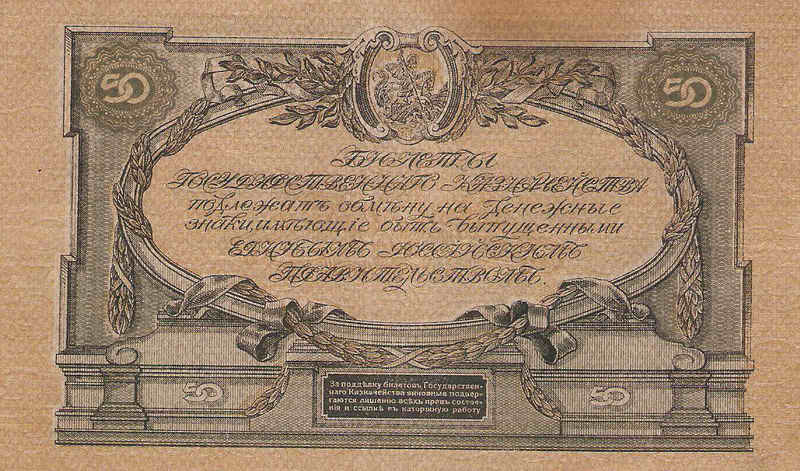 50 50
БИЛЕТЫ
ГОСУДАРСТВЕННАГО КАЗНАЧЕЙСТВА
подлежатъ обмѣну на Денежные
знаки имѣющіе быть Выпущенными
ЕДИНЫМЪ РОССІЙСКИМЪ
ПРАВИТЕЛЬСТВОМЪ.
50 50
За поддѣлку билетовъ Государствен-
наго Казначейства виновные подвер-
гаются лишенію всѣхъ правъ состоя-
нія и ссылкѣ въ каторжную работу